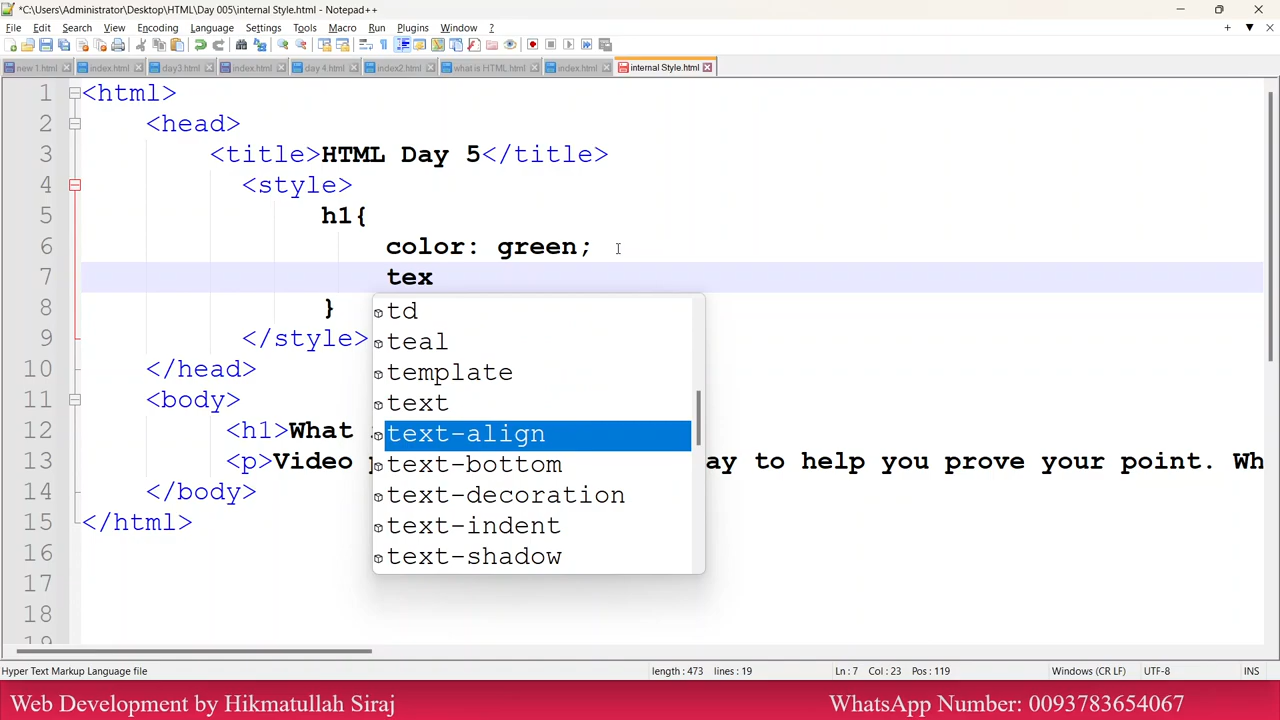 *C:\Users\Administrator\Desktop\HTML\Day 005\internal Style.html - Notepad++
File Edit Search View Encoding Language Settings Tools Macro Run Plugins Window ?
new 1.html index.html day3.html index.html day 4.html index2.html what is HTML.html index.html internal Style.html
1 <html>
2 <head>
3 <title>HTML Day 5</title>
4 <style>
5 h1{
6 color: green;
7 tex
8 }
9 </style>
10 </head>
11 <body>
12 <h1>What
13 <p>Video ay to help you prove your point. Wh
14 </body>
15 </html>
16
17
18
19
td
teal
template
text
text-align
text-bottom
text-decoration
text-indent
text-shadow
Hyper Text Markup Language file length : 473 lines : 19 Ln : 7 Col : 23 Pos : 119 Windows (CR LF) UTF-8 INS
Web Development by Hikmatullah Siraj WhatsApp Number: 0093783654067